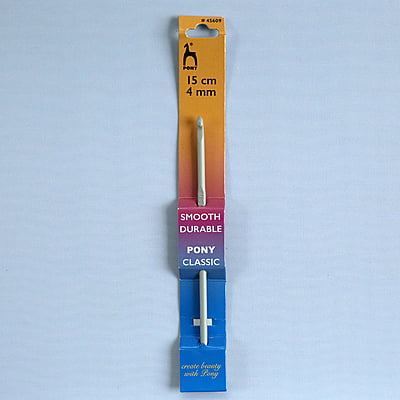 # 45609
PONY
15 cm
4 mm
SMOOTH
DURABLE
PONY
CLASSIC
create beauty
with Pony